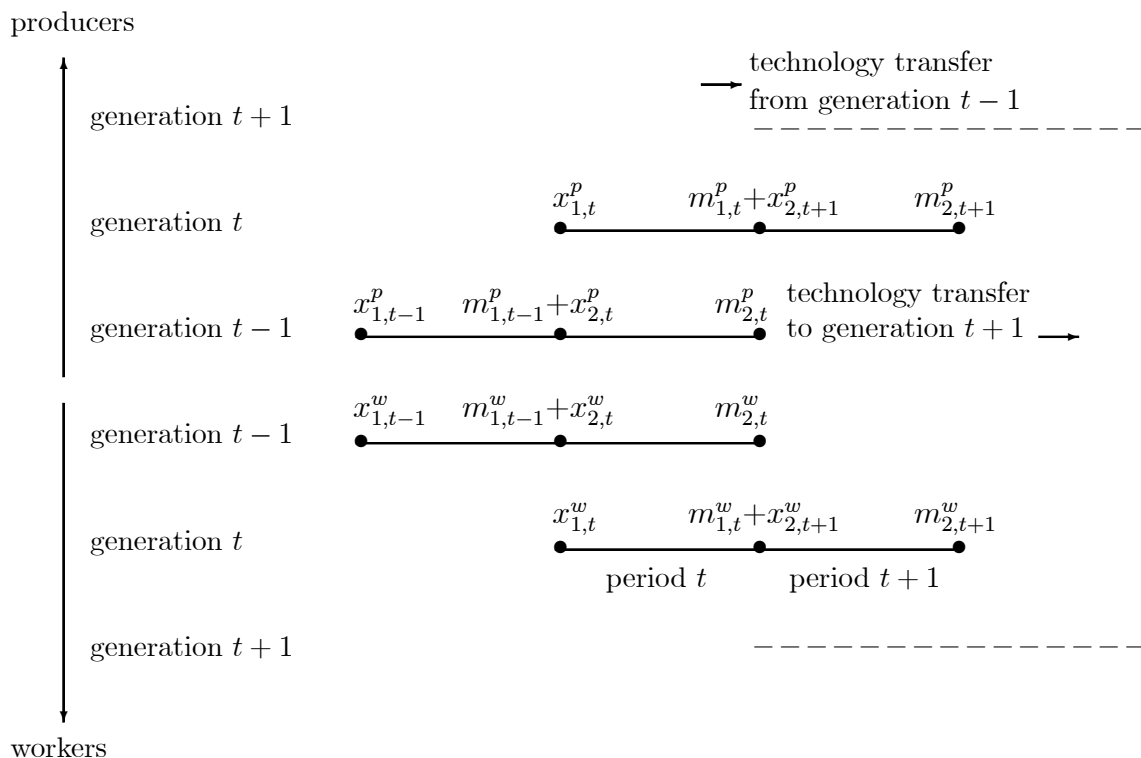 producers
technology transfer
from generation t − 1
generation t + 1
x^p_{1,t} m^p_{1,t}+x^p_{2,t+1} m^p_{2,t+1}
generation t
x^p_{1,t−1} m^p_{1,t−1}+x^p_{2,t} m^p_{2,t} technology transfer
generation t − 1 to generation t + 1
x^w_{1,t−1} m^w_{1,t−1}+x^w_{2,t} m^w_{2,t}
generation t − 1
x^w_{1,t} m^w_{1,t}+x^w_{2,t+1} m^w_{2,t+1}
generation t
period t period t + 1
generation t + 1
workers